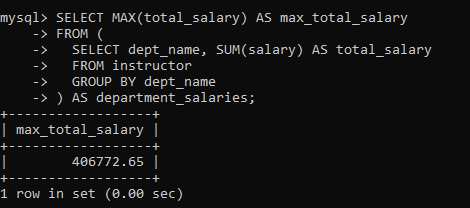 mysql> SELECT MAX(total_salary) AS max_total_salary
    -> FROM (
    ->   SELECT dept_name, SUM(salary) AS total_salary
    ->   FROM instructor
    ->   GROUP BY dept_name
    -> ) AS department_salaries;
+------------------+
| max_total_salary |
+------------------+
|        406772.65 |
+------------------+
1 row in set (0.00 sec)